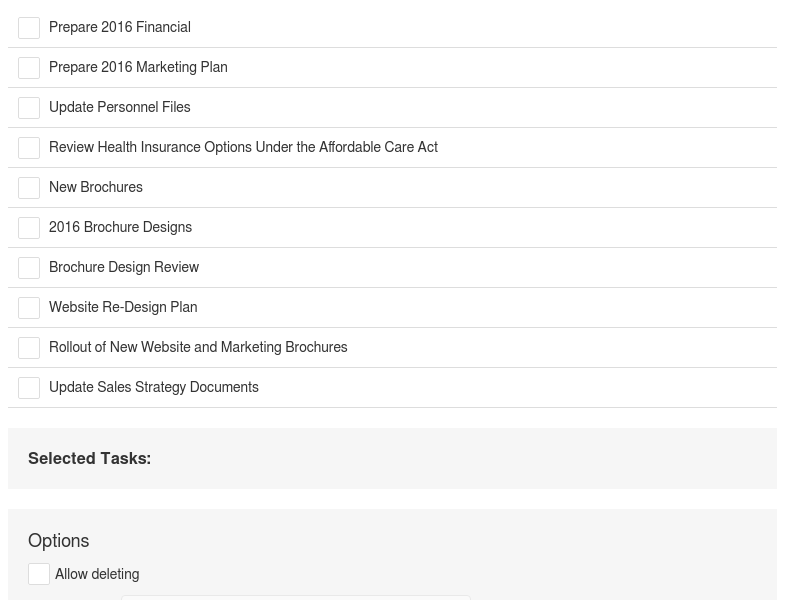 Prepare 2016 Financial
Prepare 2016 Marketing Plan
Update Personnel Files
Review Health Insurance Options Under the Affordable Care Act
New Brochures
2016 Brochure Designs
Brochure Design Review
Website Re-Design Plan
Rollout of New Website and Marketing Brochures
Update Sales Strategy Documents
Selected Tasks:
Options
Allow deleting